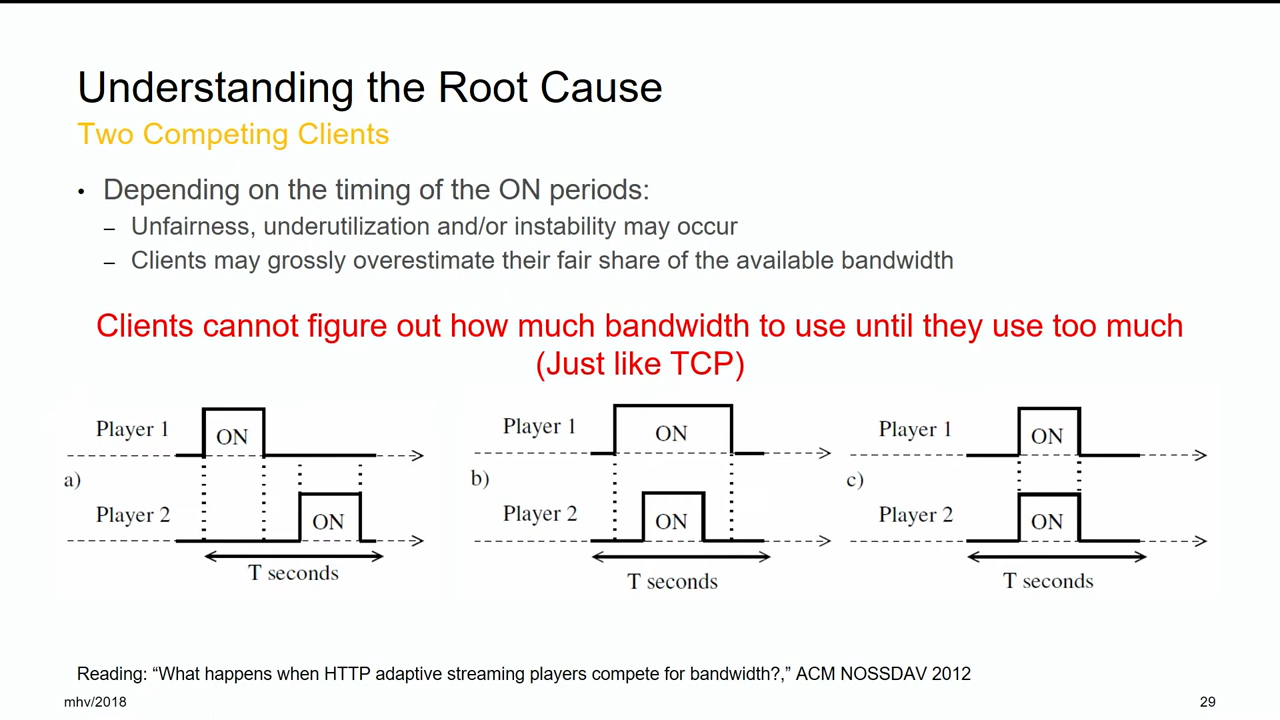 Understanding the Root Cause
Two Competing Clients
• Depending on the timing of the ON periods:
– Unfairness, underutilization and/or instability may occur
– Clients may grossly overestimate their fair share of the available bandwidth
Clients cannot figure out how much bandwidth to use until they use too much
(Just like TCP)
Player 1
ON
a)
Player 2
ON
T seconds
Player 1
ON
b)
Player 2
ON
T seconds
Player 1
ON
c)
Player 2
ON
T seconds
Reading: “What happens when HTTP adaptive streaming players compete for bandwidth?,” ACM NOSSDAV 2012
mhv/2018
29